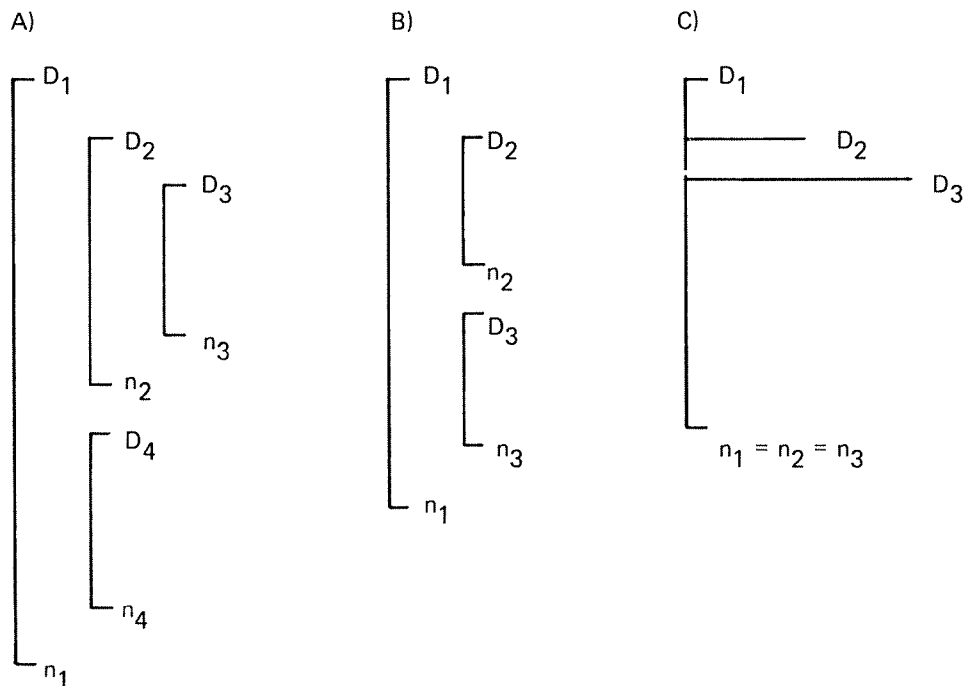 A)
D₁
D₂
D₃
n₃
n₂
D₄
n₄
n₁
B)
D₁
D₂
n₂
D₃
n₃
n₁
C)
D₁
D₂
D₃
n₁ = n₂ = n₃